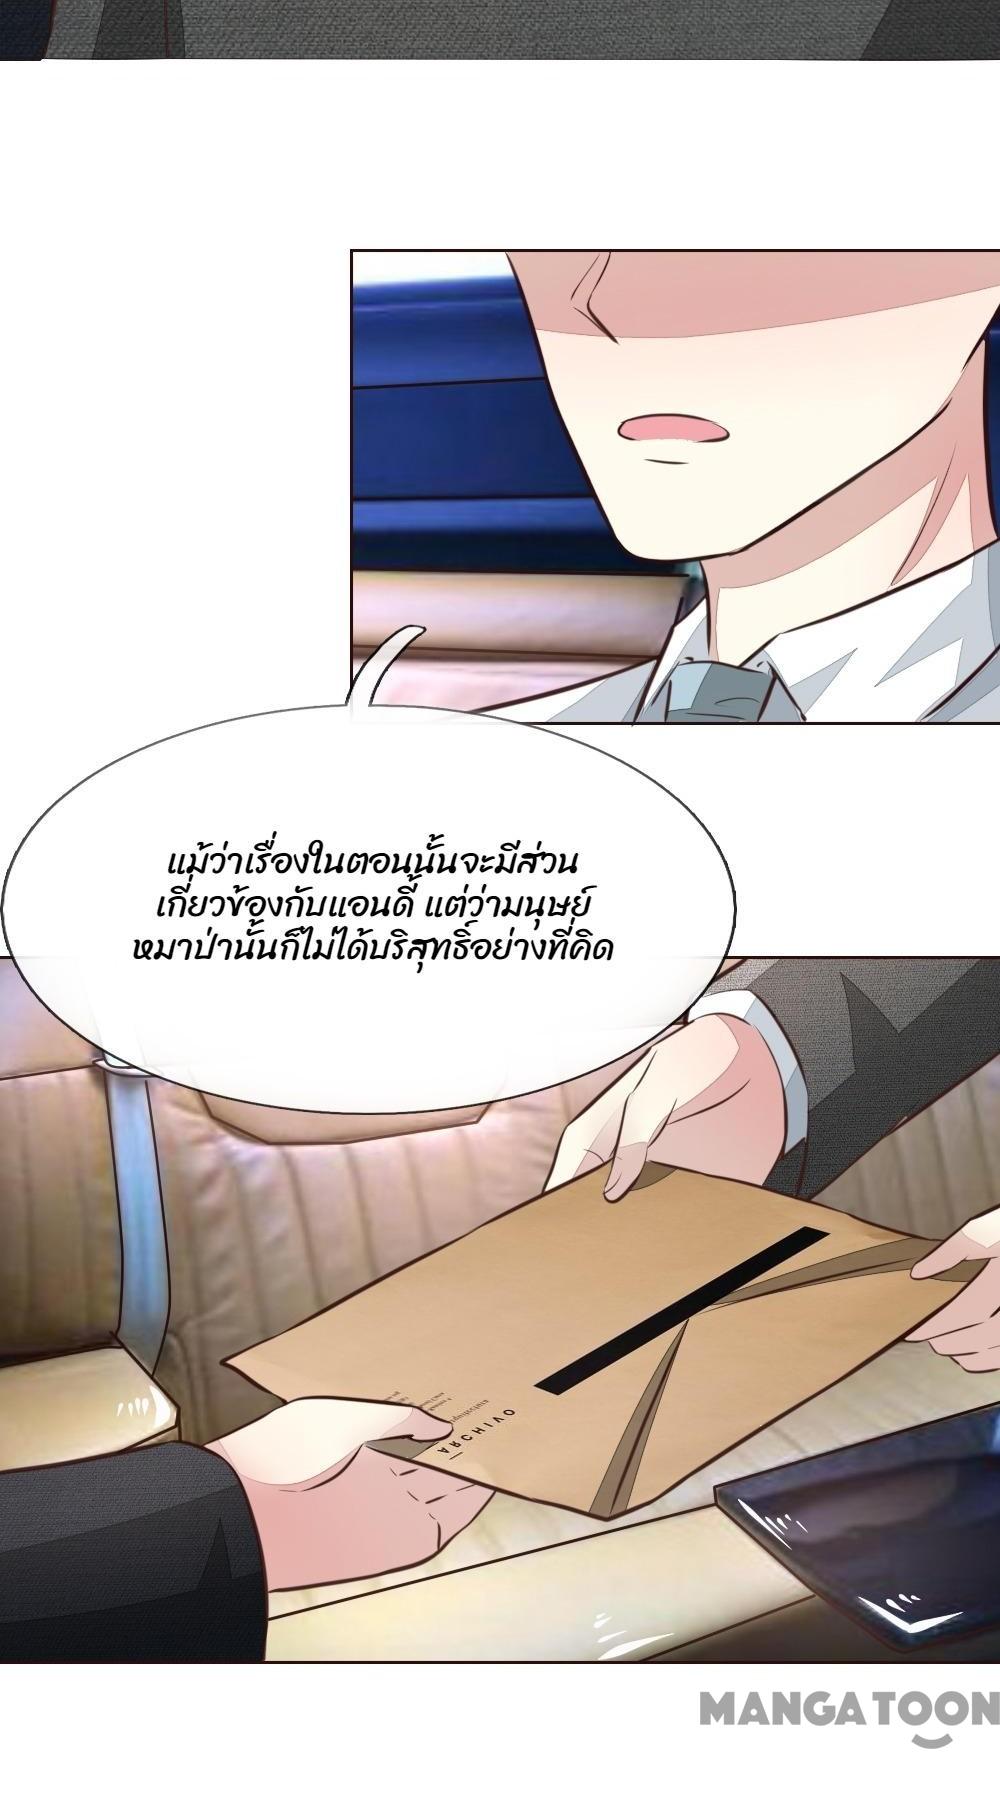 แม้ว่าเรื่องในตอนนั้นจะมีส่วน
เกี่ยวข้องกับแอนดี้ แต่ว่ามนุษย์
หมาป่านั้นก็ไม่ได้บริสุทธิ์อย่างที่คิด
ARCHIVO
MANGATOON